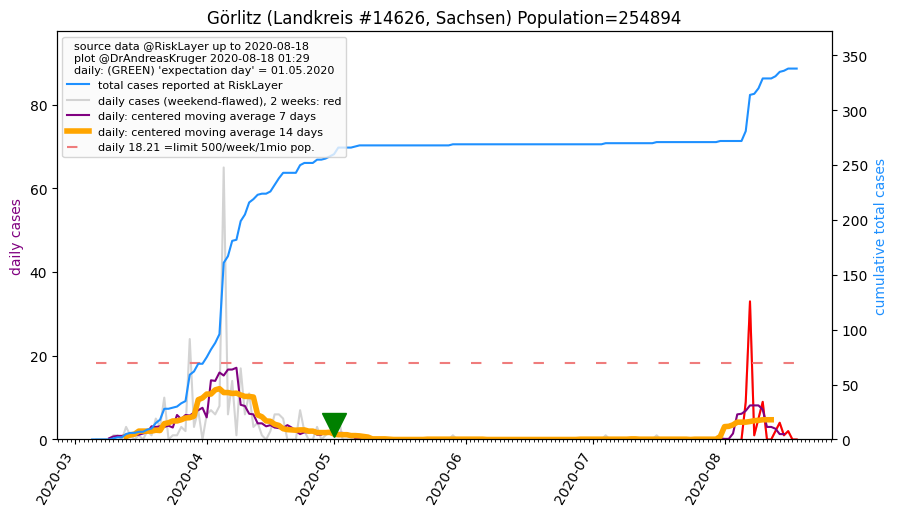 Görlitz (Landkreis #14626, Sachsen) Population=254894
source data @RiskLayer up to 2020-08-18
plot @DrAndreasKruger 2020-08-18 01:29
daily: (GREEN) 'expectation day' = 01.05.2020
total cases reported at RiskLayer
daily cases (weekend-flawed), 2 weeks: red
daily: centered moving average 7 days
daily: centered moving average 14 days
daily 18.21 =limit 500/week/1mio pop.
daily cases
80
60
40
20
0
350
300
250
200
150
100
50
0
cumulative total cases
2020-03
2020-04
2020-05
2020-06
2020-07
2020-08